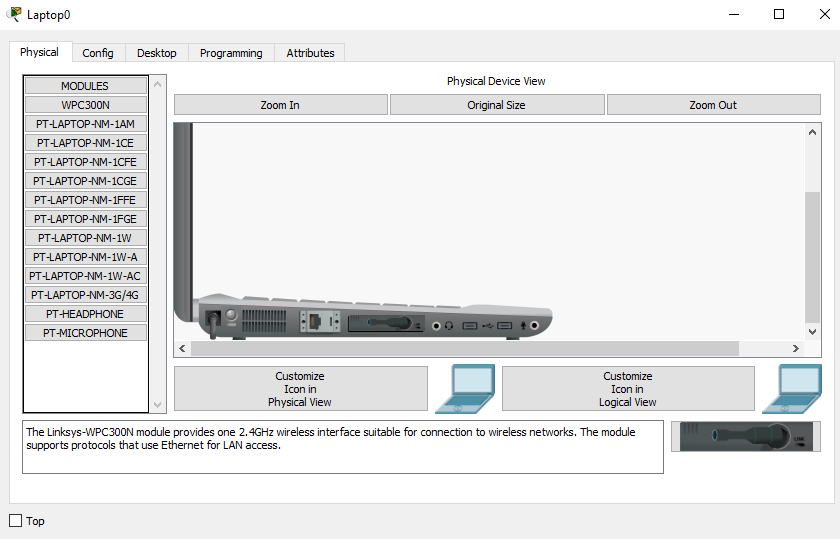 Laptop0
Physical
Config
Desktop
Programming
Attributes
MODULES
WPC300N
PT-LAPTOP-NM-1AM
PT-LAPTOP-NM-1CE
PT-LAPTOP-NM-1CFE
PT-LAPTOP-NM-1CGE
PT-LAPTOP-NM-1FFE
PT-LAPTOP-NM-1FGE
PT-LAPTOP-NM-1W
PT-LAPTOP-NM-1W-A
PT-LAPTOP-NM-1W-AC
PT-LAPTOP-NM-3G/4G
PT-HEADPHONE
PT-MICROPHONE
Physical Device View
Zoom In
Original Size
Zoom Out
Customize
Icon in
Physical View
Customize
Icon in
Logical View
The Linksys-WPC300N module provides one 2.4GHz wireless interface suitable for connection to wireless networks. The module
supports protocols that use Ethernet for LAN access.
LINK
Top